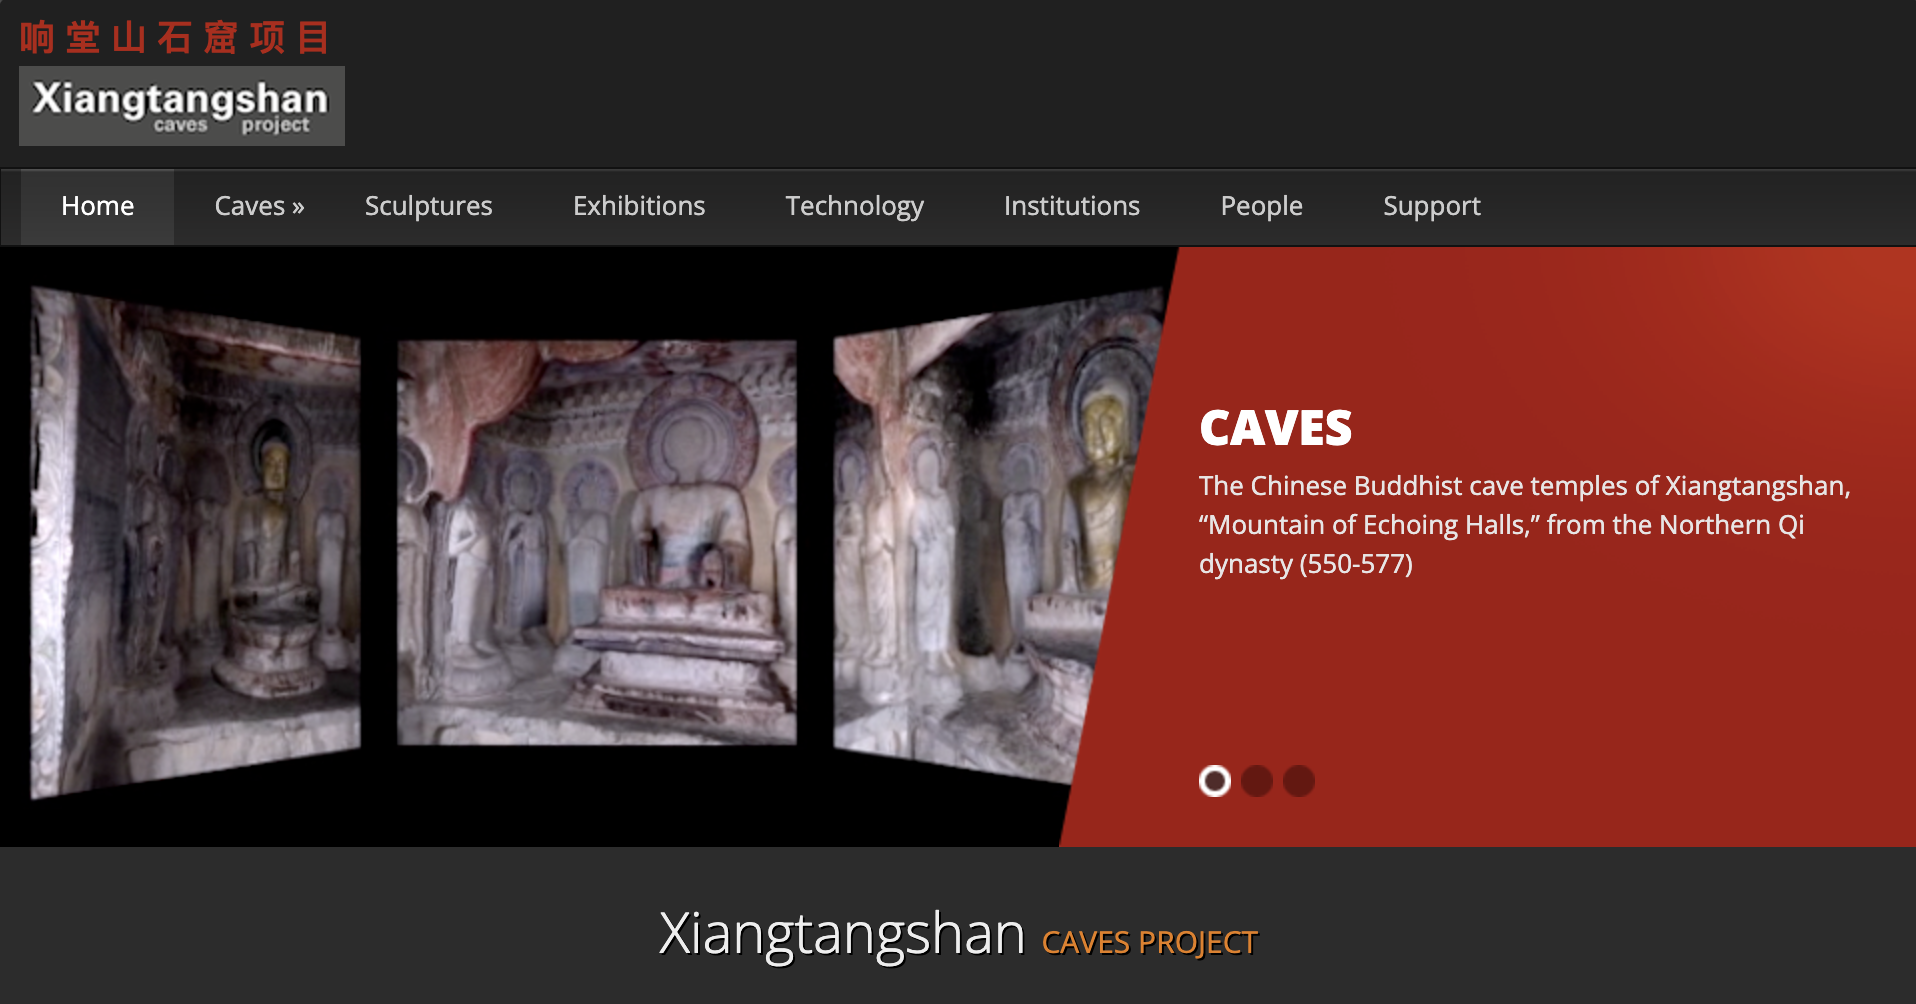 响堂山石窟项目
Xiangtangshan
caves project
Home Caves » Sculptures Exhibitions Technology Institutions People Support
CAVES
The Chinese Buddhist cave temples of Xiangtangshan,
“Mountain of Echoing Halls,” from the Northern Qi
dynasty (550-577)
Xiangtangshan CAVES PROJECT